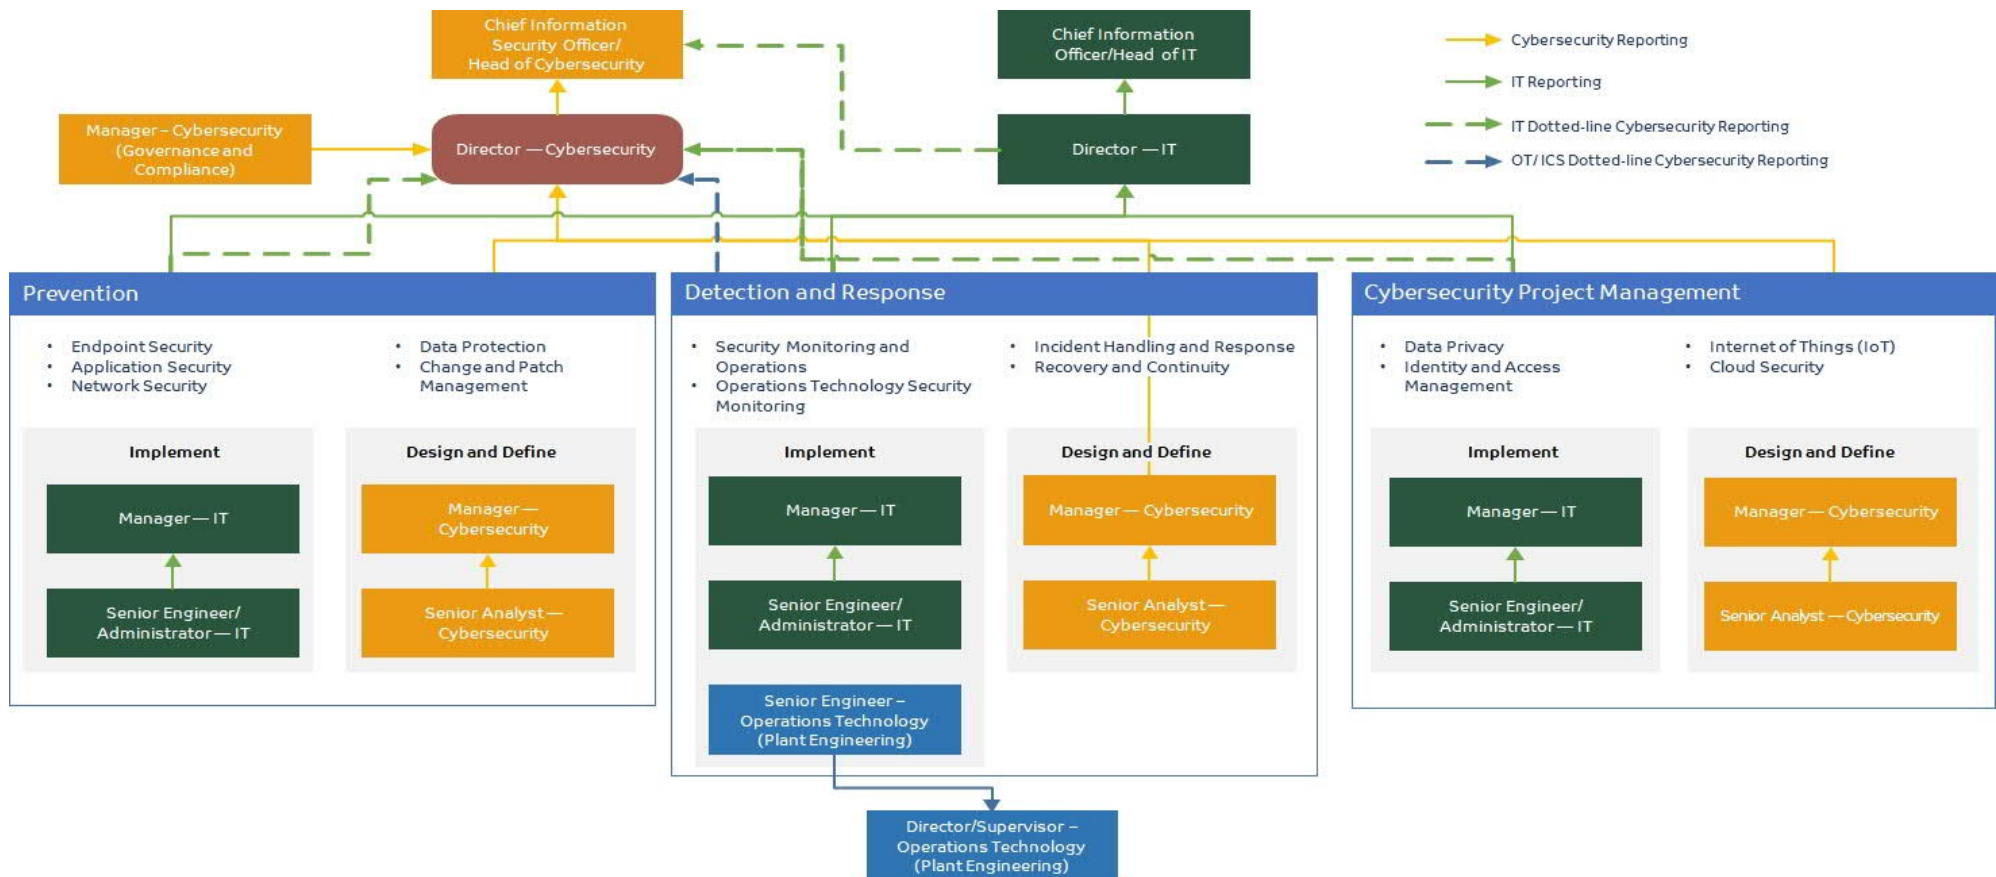 Chief Information
Security Officer/
Head of Cybersecurity
Chief Information
Officer/Head of IT
Cybersecurity Reporting
IT Reporting
IT Dotted-line Cybersecurity Reporting
OT/ ICS Dotted-line Cybersecurity Reporting
Manager – Cybersecurity
(Governance and
Compliance)
Director — Cybersecurity
Director — IT
Prevention
• Endpoint Security
• Application Security
• Network Security
• Data Protection
• Change and Patch
Management
Implement
Manager — IT
Senior Engineer/
Administrator — IT
Design and Define
Manager —
Cybersecurity
Senior Analyst —
Cybersecurity
Detection and Response
• Security Monitoring and
Operations
• Operations Technology Security
Monitoring
• Incident Handling and Response
• Recovery and Continuity
Implement
Manager — IT
Senior Engineer/
Administrator — IT
Senior Engineer –
Operations Technology
(Plant Engineering)
Design and Define
Manager — Cybersecurity
Senior Analyst —
Cybersecurity
Director/Supervisor –
Operations Technology
(Plant Engineering)
Cybersecurity Project Management
• Data Privacy
• Identity and Access
Management
• Internet of Things (IoT)
• Cloud Security
Implement
Manager — IT
Senior Engineer/
Administrator — IT
Design and Define
Manager — Cybersecurity
Senior Analyst — Cybersecurity